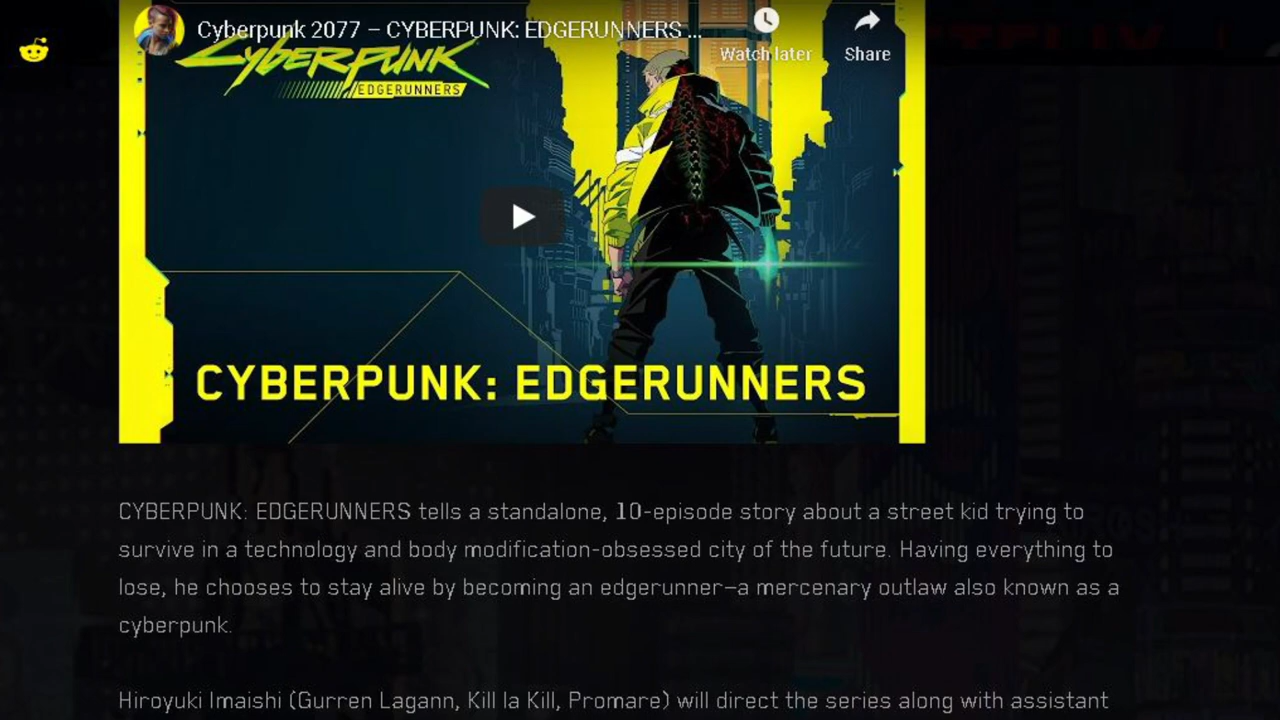 Cyberpunk 2077 – CYBERPUNK: EDGERUNNERS ...
Watch later
Share
CYBERPUNK
EDGERUNNERS
CYBERPUNK: EDGERUNNERS
CYBERPUNK: EDGERUNNERS tells a standalone, 10-episode story about a street kid trying to
survive in a technology and body modification-obsessed city of the future. Having everything to
lose, he chooses to stay alive by becoming an edgerunner—a mercenary outlaw also known as a
cyberpunk.
Hiroyuki Imaishi (Gurren Lagann, Kill la Kill, Promare) will direct the series along with assistant